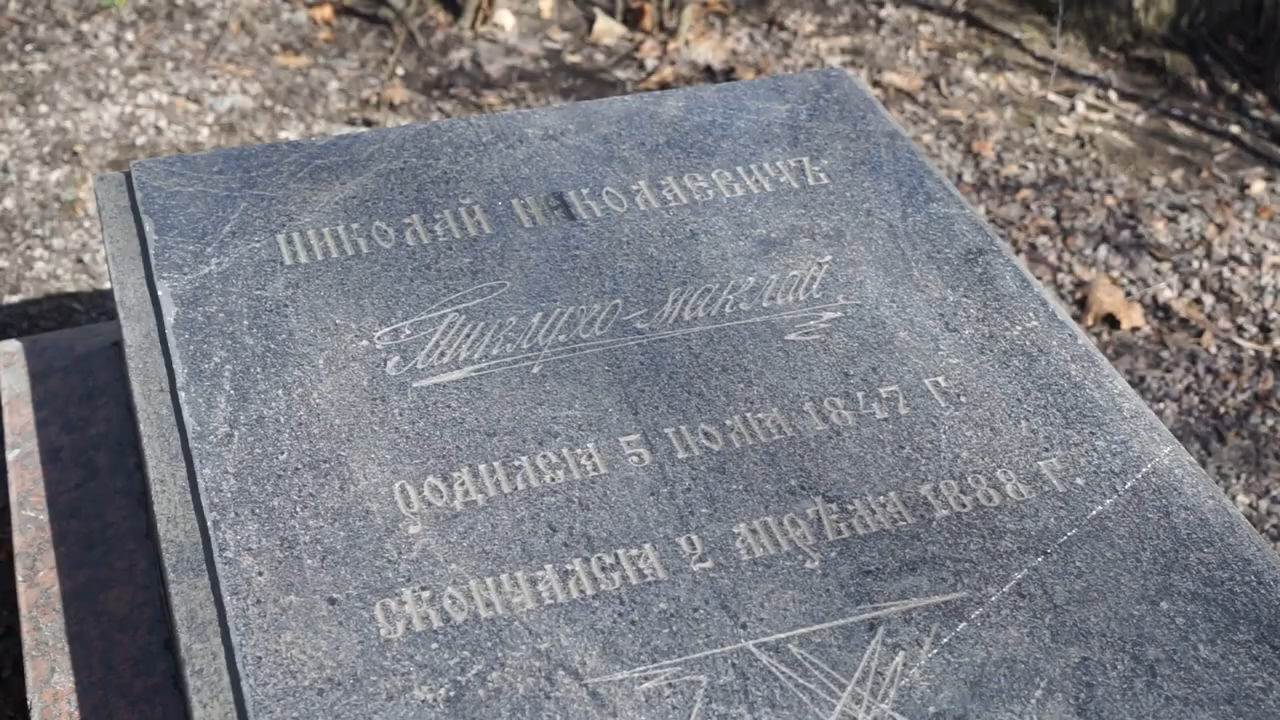 Николай Николаевичъ
Миклухо-Маклай
родился 5 июля 1847 г.
скончался 2 апрѣля 1888 г.